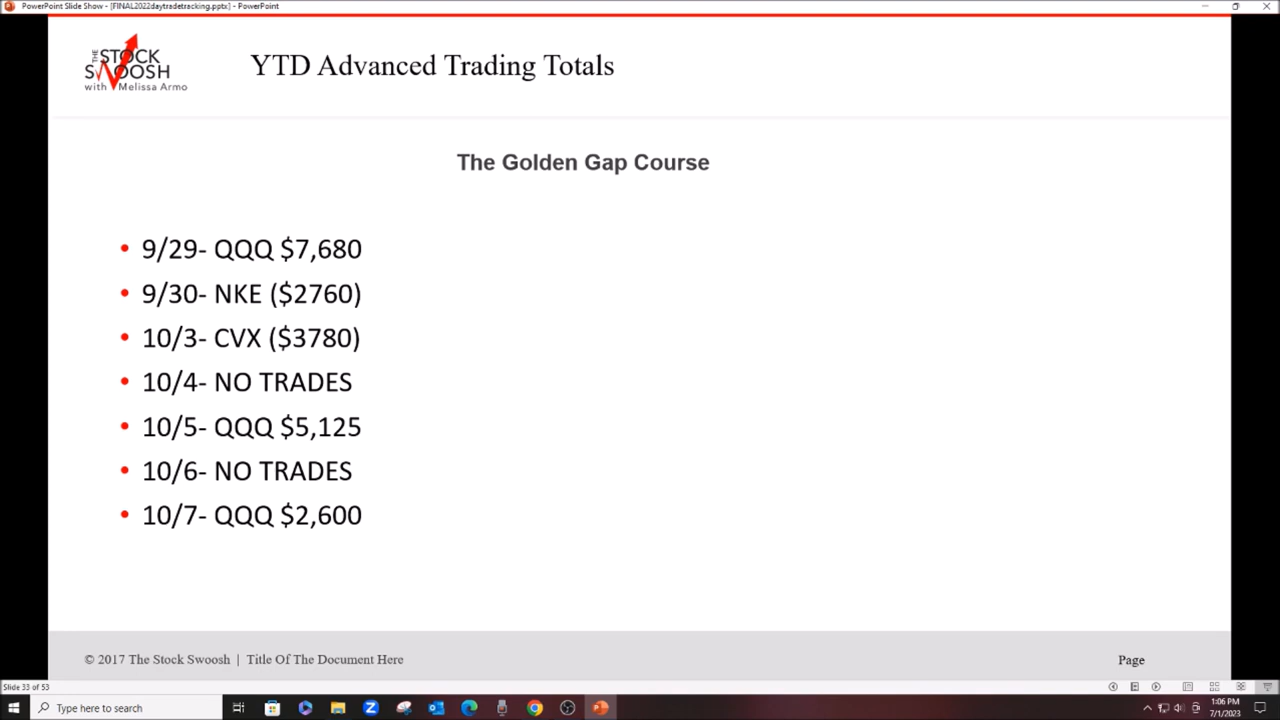 PowerPoint Slide Show - [FINAL2022daytradetracking.pptx] - PowerPoint
THE STOCK
SWOOSH
with Melissa Armo
YTD Advanced Trading Totals
The Golden Gap Course
• 9/29- QQQ $7,680
• 9/30- NKE ($2760)
• 10/3- CVX ($3780)
• 10/4- NO TRADES
• 10/5- QQQ $5,125
• 10/6- NO TRADES
• 10/7- QQQ $2,600
© 2017 The Stock Swoosh | Title Of The Document Here
Page
Slide 33 of 53
Type here to search
1:06 PM
7/1/2023